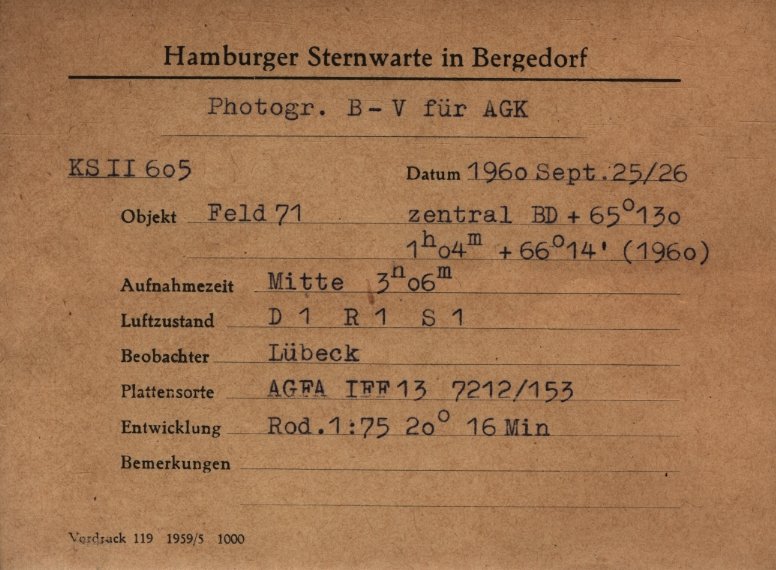 Hamburger Sternwarte in Bergedorf
Photogr. B-V für AGK
KS II 605 Datum 1960 Sept. 25/26
Objekt Feld 71 zentral BD + 65°130
1h04m + 66°14' (1960)
Aufnahmezeit Mitte 3h06m
Luftzustand D 1 R 1 S 1
Beobachter Lübeck
Plattensorte AGFA IFF 13 7212/153
Entwicklung Rod. 1:75 20° 16 Min
Bemerkungen
Vordruck 119 1959/5 1000